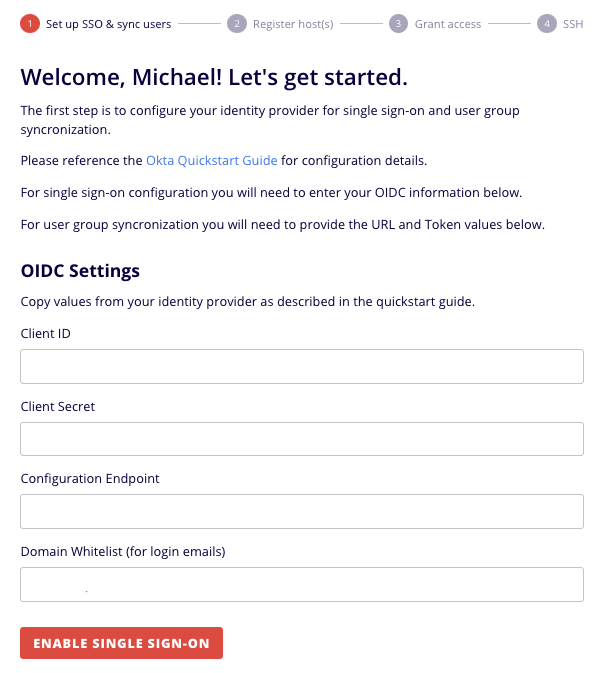 1 Set up SSO & sync users 2 Register host(s) 3 Grant access 4 SSH
Welcome, Michael! Let's get started.
The first step is to configure your identity provider for single sign-on and user group
syncronization.
Please reference the Okta Quickstart Guide for configuration details.
For single sign-on configuration you will need to enter your OIDC information below.
For user group syncronization you will need to provide the URL and Token values below.
OIDC Settings
Copy values from your identity provider as described in the quickstart guide.
Client ID
Client Secret
Configuration Endpoint
Domain Whitelist (for login emails)
ENABLE SINGLE SIGN-ON